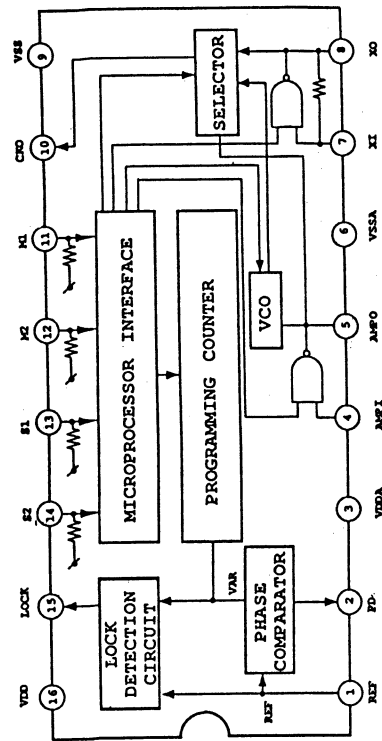 VDD LOCK S2 S1 M2 M1 CKO VSS
16 15 14 13 12 11 10 9
LOCK
DETECTION
CIRCUIT
MICROPROCESSOR INTERFACE
SELECTOR
PROGRAMMING COUNTER
VAR
REF
PHASE
COMPARATOR
VCO
1 2 3 4 5 6 7 8
REF PD VDDA AMPI AMPO VSSA XI XO